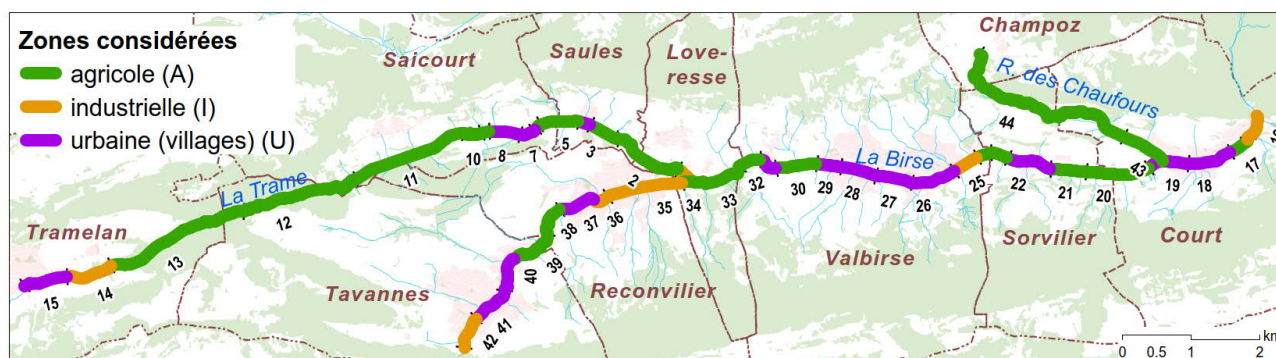 Zones considérées
agricole (A)
industrielle (I)
urbaine (villages) (U)
Saicourt
Saules
Love-
resse
Champoz
R. des Chaufours
La Trame
La Birse
Tramelan
Tavannes
Reconvilier
Valbirse
Sorvilier
Court
15
14
13
12
11
10
8
7
5
3
2
42
41
40
39
38
37
36
35
34
33
32
30
29
28
27
26
25
22
21
20
43
44
19
18
17
0 0.5 1 2
km